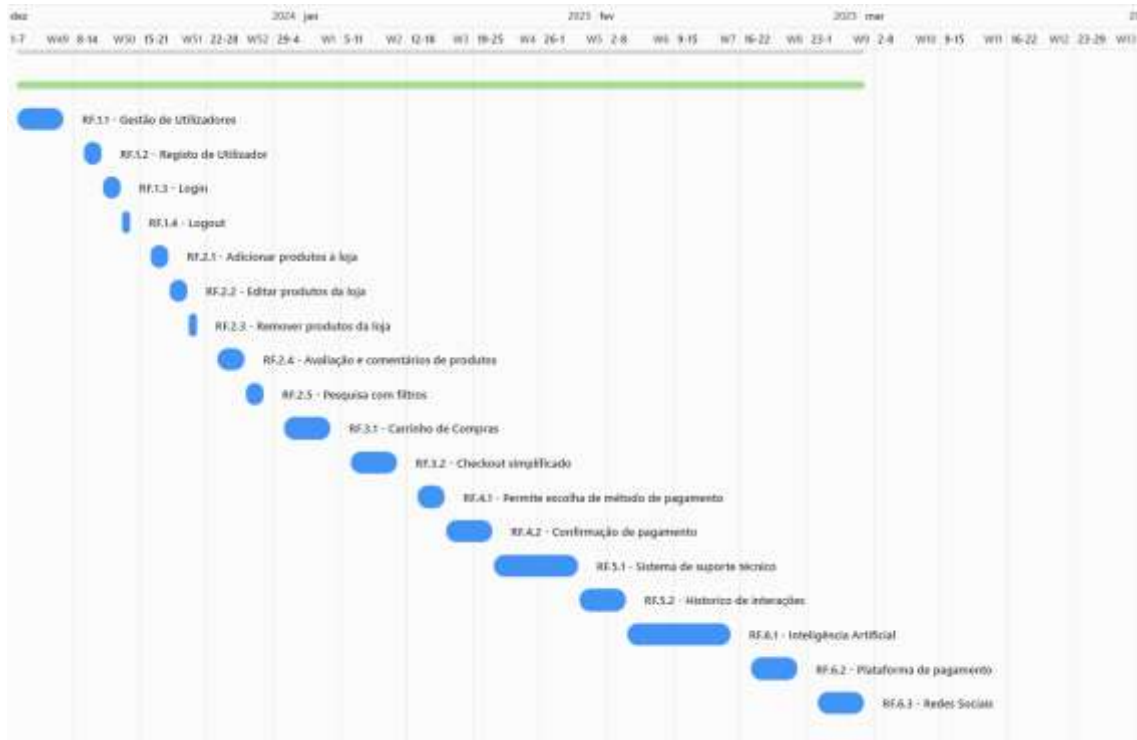 dez 2024 jan 2025 fev 2025 mar
1-7 W49 8-14 W50 15-21 W51 22-28 W52 29-4 W1 5-11 W2 12-18 W3 19-25 W4 26-1 W5 2-8 W6 9-15 W7 16-22 W8 23-1 W9 2-8 W10 9-15 W11 16-22 W12 23-29 W13
RF.1.1 - Gestão de Utilizadores
RF.1.2 - Registo de Utilizador
RF.1.3 - Login
RF.1.4 - Logout
RF.2.1 - Adicionar produtos à loja
RF.2.2 - Editar produtos da loja
RF.2.3 - Remover produtos da loja
RF.2.4 - Avaliação e comentários de produtos
RF.2.5 - Pesquisa com filtros
RF.3.1 - Carrinho de Compras
RF.3.2 - Checkout simplificado
RF.4.1 - Permite escolha de método de pagamento
RF.4.2 - Confirmação de pagamento
RF.5.1 - Sistema de suporte técnico
RF.5.2 - Historico de interações
RF.6.1 - Inteligência Artificial
RF.6.2 - Plataforma de pagamento
RF.6.3 - Redes Sociais